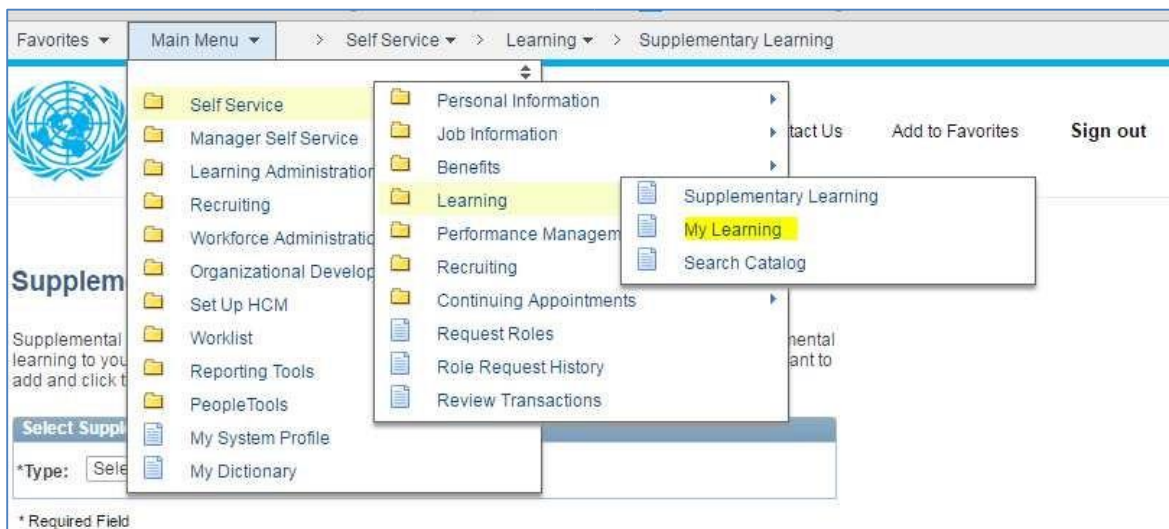 Favorites Main Menu > Self Service > Learning > Supplementary Learning
Self Service
Manager Self Service
Learning Administration
Recruiting
Workforce Administratio
Organizational Develop
Set Up HCM
Worklist
Reporting Tools
PeopleTools
My System Profile
My Dictionary
Personal Information
Job Information
Benefits
Learning
Performance Managem
Recruiting
Continuing Appointments
Request Roles
Role Request History
Review Transactions
Supplementary Learning
My Learning
Search Catalog
tact Us Add to Favorites Sign out
Supplem
Supplemental mental
learning to you ant to
add and click t
Select Suppl
*Type: Sele
* Required Field